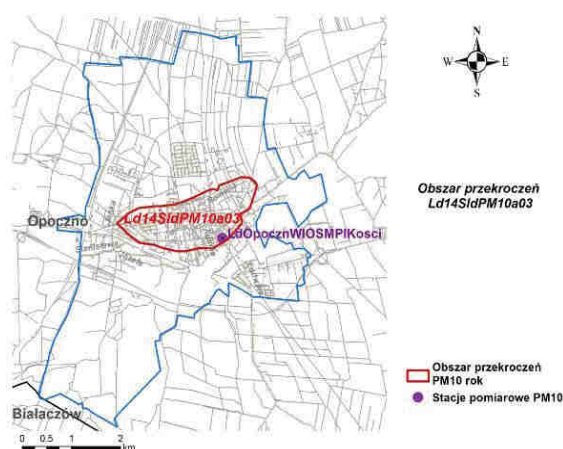 N
W E
S
Obszar przekroczeń
Ld14SldPM10a03
Ld14SldPM10a03
Opoczno
LdOpocznWIOSMPlKosci
Obszar przekroczeń
PM10 rok
Stacje pomiarowe PM10
Białaczów
0 0.5 1 2
km